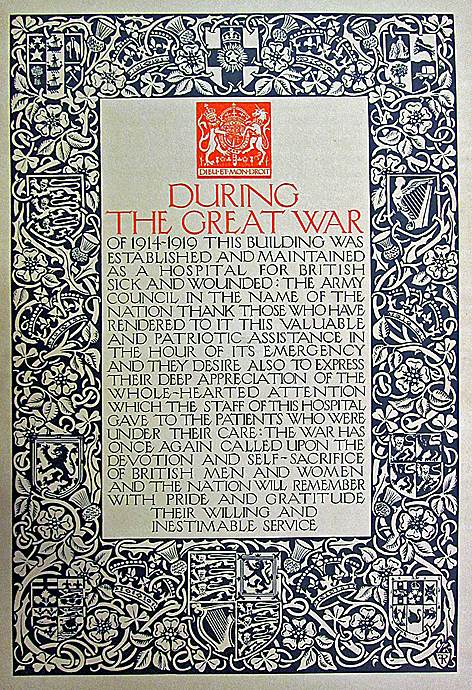 DIEU·ET·MON·DROIT
DURING
THE GREAT WAR
OF 1914-1919 THIS BUILDING WAS
ESTABLISHED AND MAINTAINED
AS A HOSPITAL FOR BRITISH
SICK AND WOUNDED: THE ARMY
COUNCIL IN THE NAME OF THE
NATION THANK THOSE WHO HAVE
RENDERED TO IT THIS VALUABLE
AND PATRIOTIC ASSISTANCE IN
THE HOUR OF ITS EMERGENCY
AND THEY DESIRE ALSO TO EXPRESS
THEIR DEEP APPRECIATION OF THE
WHOLE-HEARTED ATTENTION
WHICH THE STAFF OF THIS HOSPITAL
GAVE TO THE PATIENTS WHO WERE
UNDER THEIR CARE: THE WAR HAS
ONCE AGAIN CALLED UPON THE
DEVOTION AND SELF-SACRIFICE
OF BRITISH MEN AND WOMEN
AND THE NATION WILL REMEMBER
WITH PRIDE AND GRATITUDE
THEIR WILLING AND
INESTIMABLE SERVICE